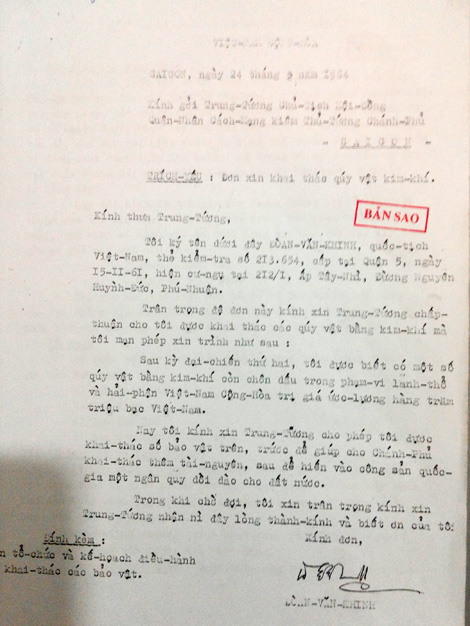 VIỆT-NAM CỘNG-HÒA
SAIGON, ngày 24 tháng 9 năm 1964
Kính gởi Trung-Tướng Chủ-Tịch Hội-Đồng
Quân-Nhân Cách-Mạng kiêm Thủ-Tướng Chánh-Phủ
- S A I G O N -
TRÍCH-YẾU : Đơn xin khai thác qúy vật kim-khí.
Kính thưa Trung-Tướng,
BẢN SAO
Tôi ký tên dưới đây ĐOÀN-VĂN-KHINH, quốc-tịch
Việt-Nam, thẻ kiểm-tra số 213.654, cấp tại Quận 5, ngày
15-II-61, hiện cư-ngụ tại 212/1, Ấp Tây-Nhì, Đường Nguyễn
Huỳnh-Đức, Phú-Nhuận.
Trân trọng đệ đơn này kính xin Trung-Tướng chấp-
thuận cho tôi được khai thác các qúy vật bằng kim-khí mà
tôi mạn phép xin trình như sau :
Sau kỳ đại-chiến thứ hai, tôi được biết có một số
qúy vật bằng kim-khí còn chôn dấu trong phạm-vi lãnh-thổ
và hải-phận Việt-Nam Cộng-Hòa trị giá ước-lượng hàng trăm
triệu bạc Việt-Nam.
Nay tôi kính xin Trung-Tướng cho phép tôi được
khai-thác số bảo vật trên, trước để giúp cho Chánh-Phủ
khai-thác thêm tài-nguyên, sau để hiến vào công sản quốc-
gia một ngân quỹ dồi dào cho đất nước.
Trong khi chờ đợi, tôi xin trân trọng kính xin
Trung-Tướng nhận nơi đây lòng thành-kính và biết ơn của tôi
Kính đơn,
Kính kèm :
n tổ-chức và kế-hoạch điều-hành
khai-thác các bảo vật.
ĐOÀN-VĂN-KHINH